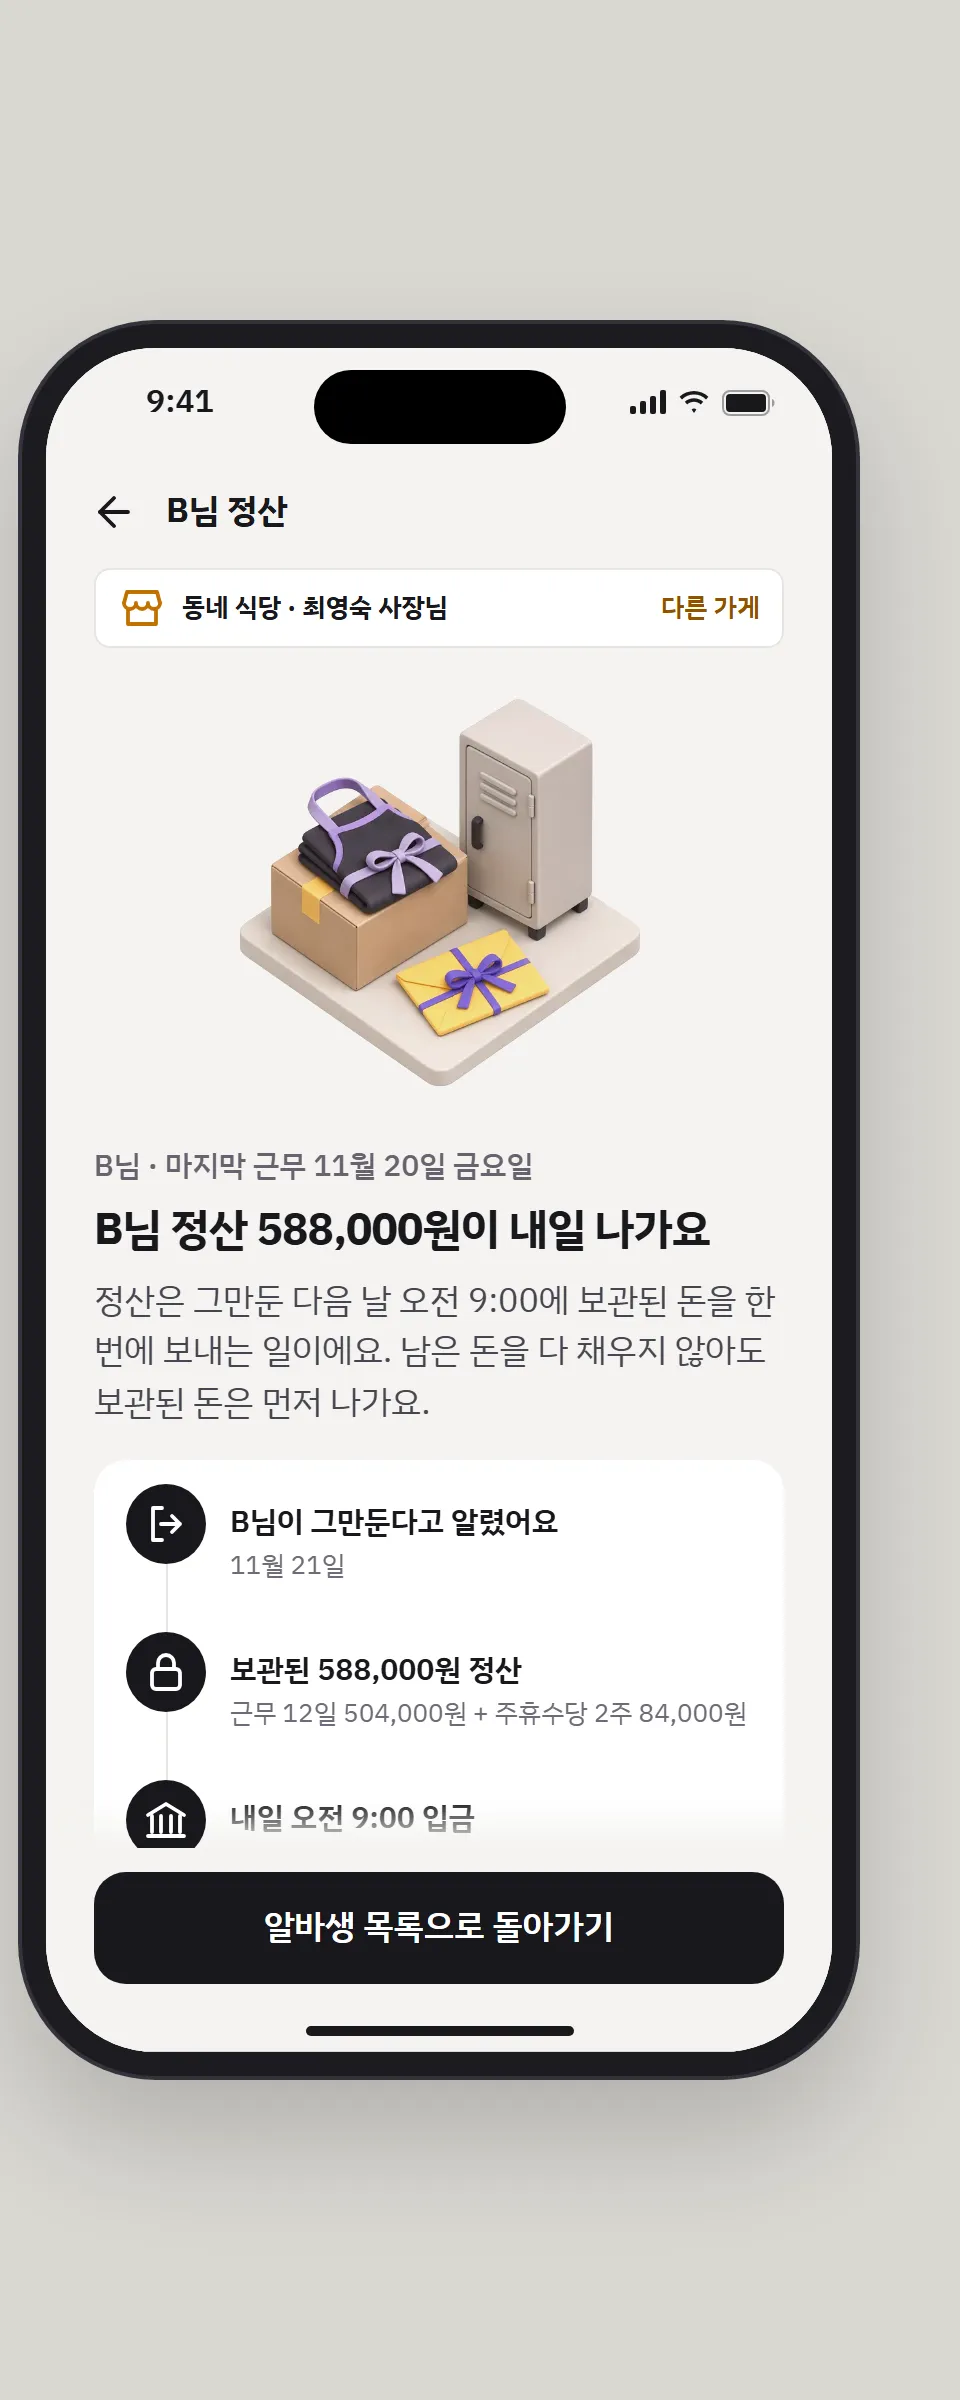 9:41
B님 정산
동네 식당 · 최영숙 사장님
다른 가게
B님 · 마지막 근무 11월 20일 금요일
B님 정산 588,000원이 내일 나가요
정산은 그만둔 다음 날 오전 9:00에 보관된 돈을 한
번에 보내는 일이에요. 남은 돈을 다 채우지 않아도
보관된 돈은 먼저 나가요.
B님이 그만둔다고 알렸어요
11월 21일
보관된 588,000원 정산
근무 12일 504,000원 + 주휴수당 2주 84,000원
내일 오전 9:00 입금
알바생 목록으로 돌아가기